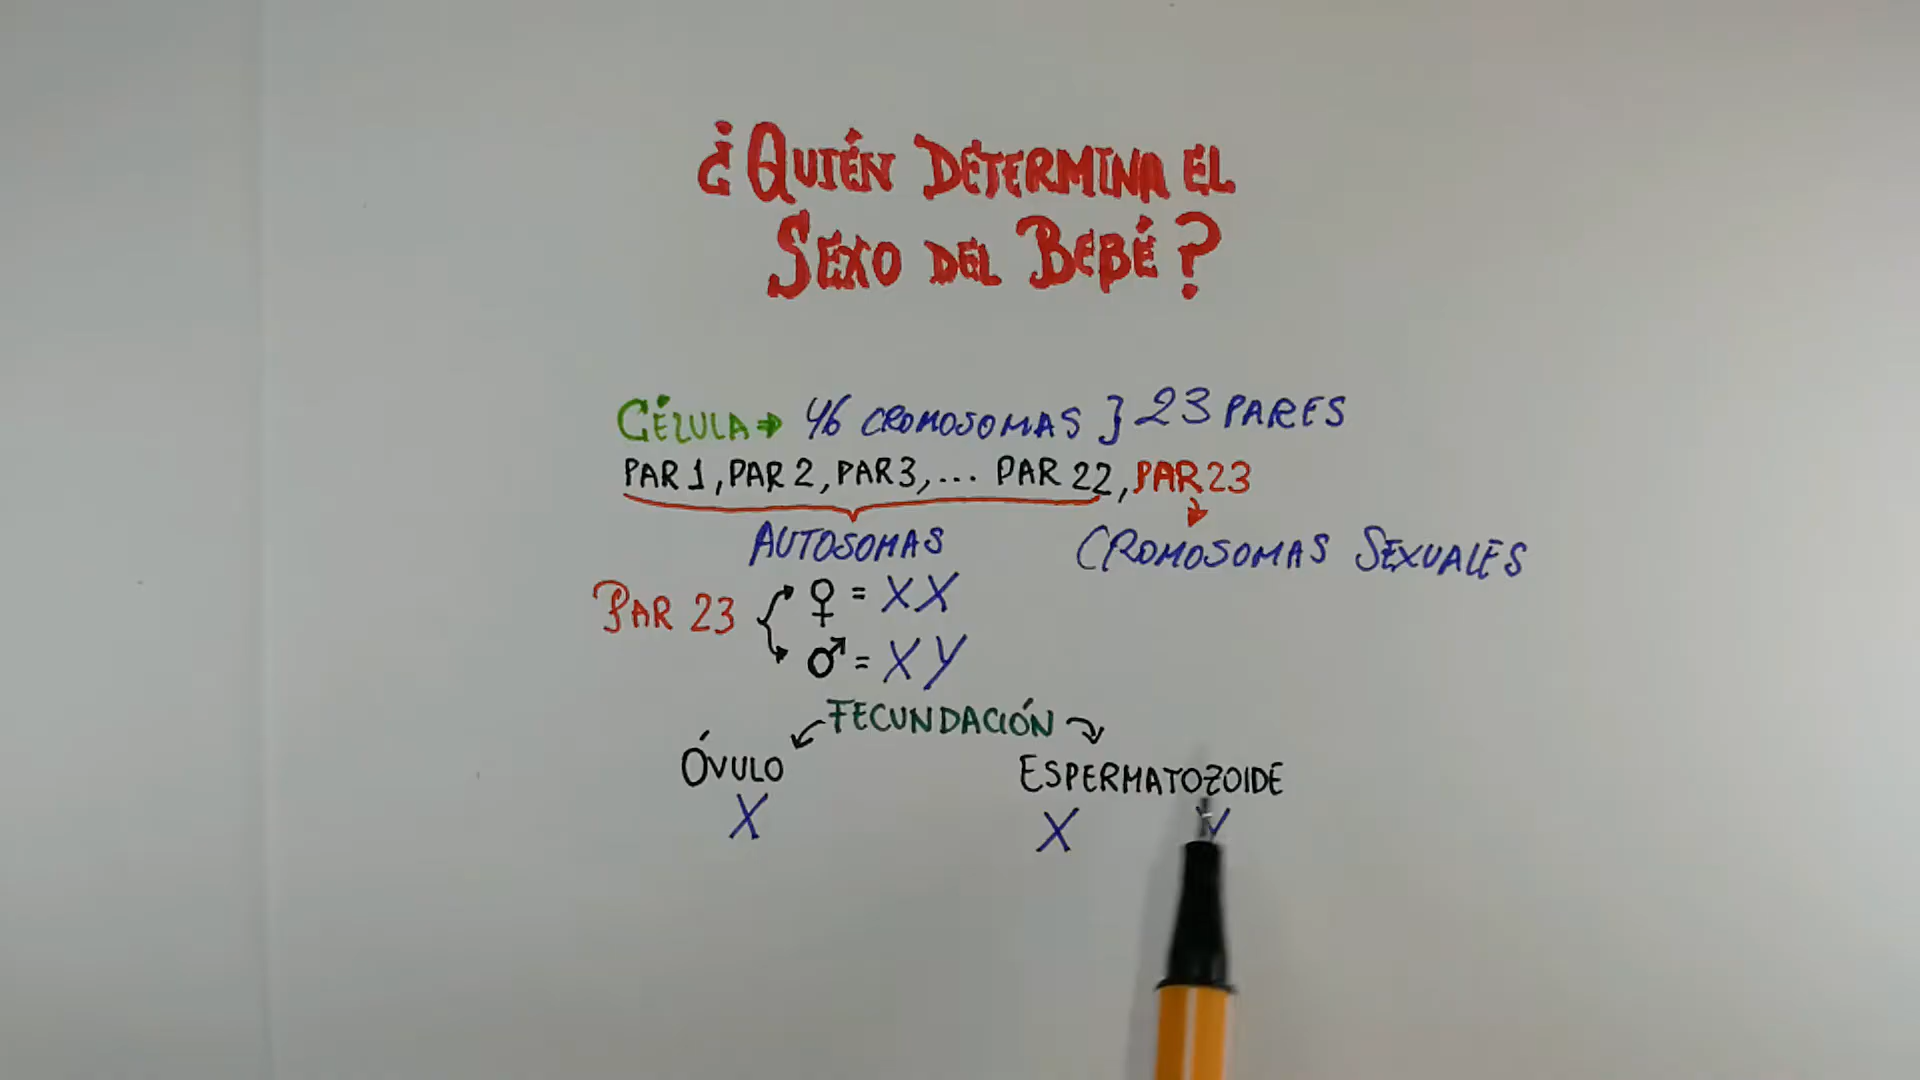 ¿QUIÉN DETERMINA EL
SEXO DEL BEBÉ?
CÉLULA → 46 CROMOSOMAS } 23 PARES
PAR 1, PAR 2, PAR 3, ... PAR 22, PAR 23
AUTOSOMAS CROMOSOMAS SEXUALES
PAR 23 ♀ = XX
♂ = XY
FECUNDACIÓN
ÓVULO ESPERMATOZOIDE
X X